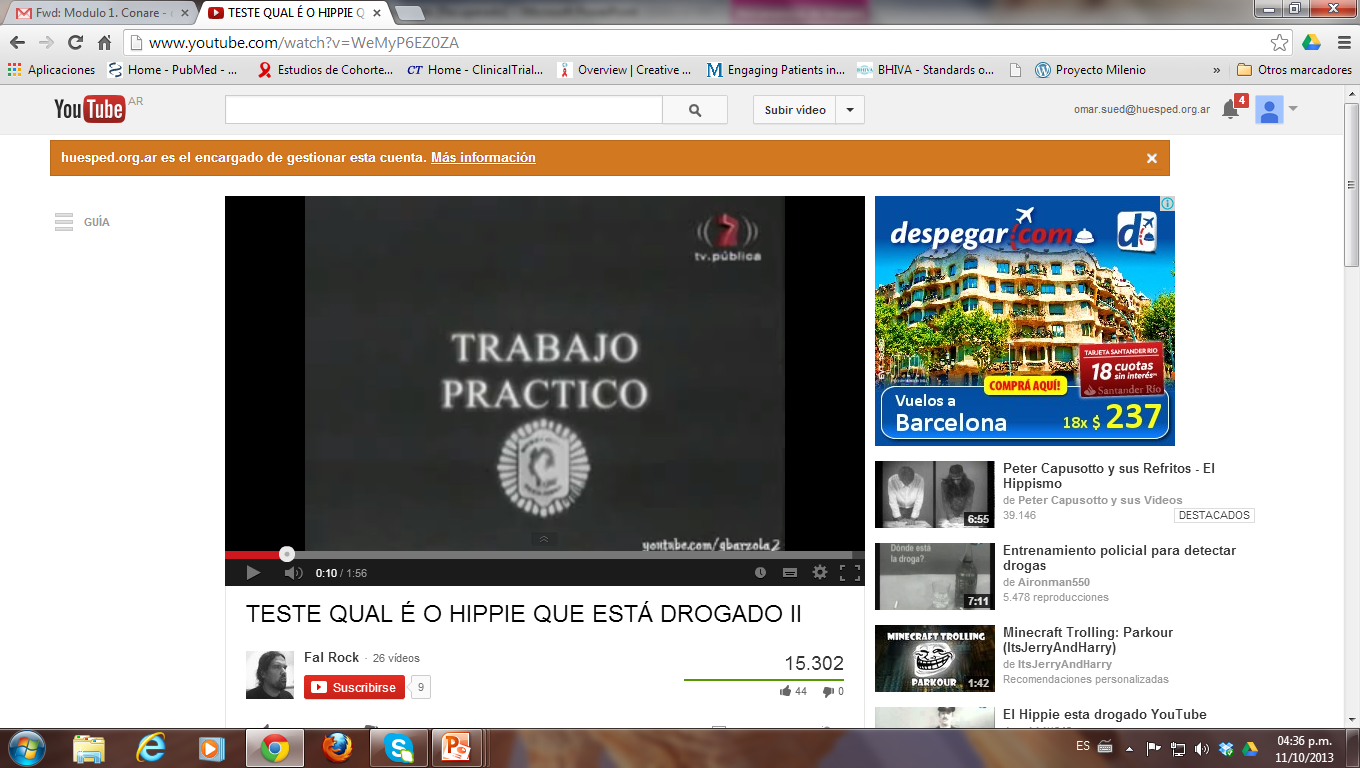 Fwd: Modulo 1. Conare -
TESTE QUAL É O HIPPIE Q
www.youtube.com/watch?v=WeMyP6EZ0ZA
Aplicaciones
Home - PubMed - ...
Estudios de Cohorte...
CT Home - ClinicalTrial...
Overview | Creative ...
M Engaging Patients in...
BHIVA - Standards o...
Proyecto Milenio
»
Otros marcadores
YouTube AR
Subir video
omar.sued@huesped.org.ar
4
huesped.org.ar es el encargado de gestionar esta cuenta. Más información
GUÍA
tv.pública
TRABAJO
PRACTICO
youtube.com/gbarzola2
0:10 / 1:56
TESTE QUAL É O HIPPIE QUE ESTÁ DROGADO II
Fal Rock · 26 vídeos
Suscribirse 9
15.302
44 0
despegar.com
TARJETA SANTANDER RIO
18 cuotas
sin interés
Santander Río
COMPRÁ AQUÍ!
Vuelos a
Barcelona
18x $ 237
Peter Capusotto y sus Refritos - El
Hippismo
de Peter Capusotto y sus Videos
39.146
DESTACADOS
6:55
Entrenamiento policial para detectar
drogas
de Aironman550
5.478 reproducciones
Dónde está
la droga?
7:11
Minecraft Trolling: Parkour
(ItsJerryAndHarry)
de ItsJerryAndHarry
Recomendaciones personalizadas
MINECRAFT TROLLING
PARKOUR
1:42
El Hippie esta drogado YouTube
ES
04:36 p.m.
11/10/2013